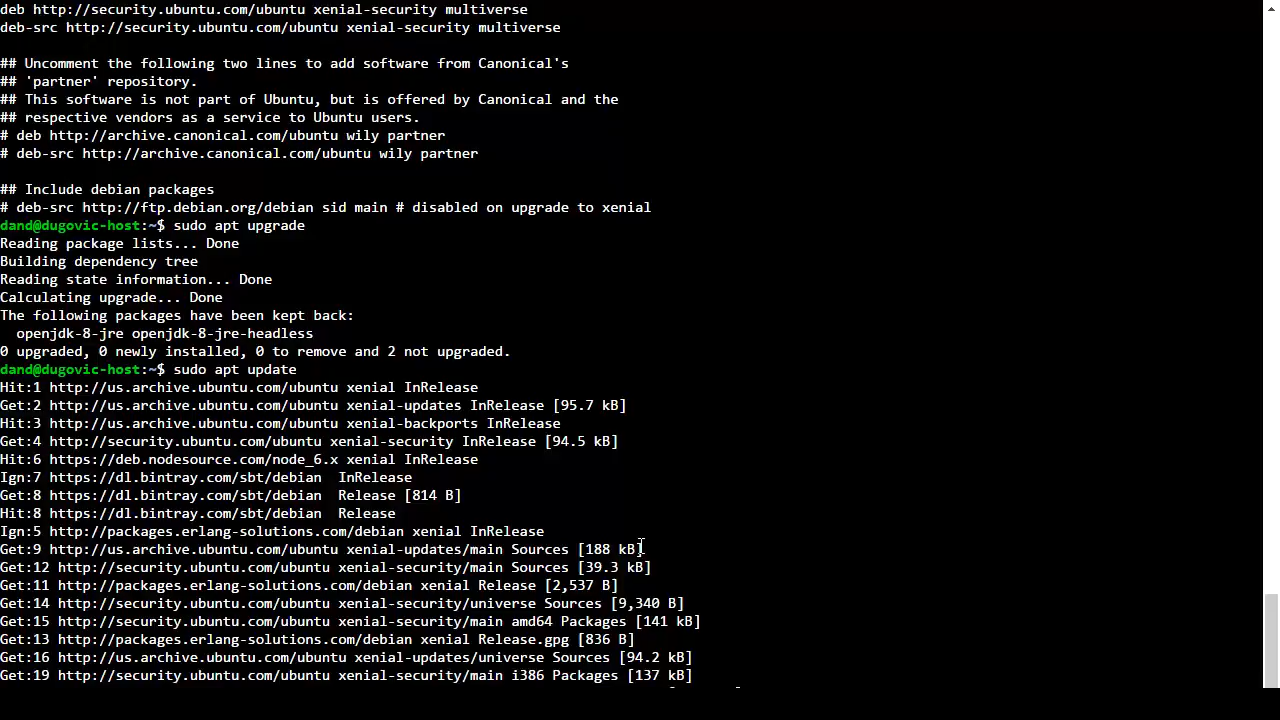 deb http://security.ubuntu.com/ubuntu xenial-security multiverse
deb-src http://security.ubuntu.com/ubuntu xenial-security multiverse
## Uncomment the following two lines to add software from Canonical's
## 'partner' repository.
## This software is not part of Ubuntu, but is offered by Canonical and the
## respective vendors as a service to Ubuntu users.
# deb http://archive.canonical.com/ubuntu wily partner
# deb-src http://archive.canonical.com/ubuntu wily partner
## Include debian packages
# deb-src http://ftp.debian.org/debian sid main # disabled on upgrade to xenial
dand@dugovic-host:~$ sudo apt upgrade
Reading package lists... Done
Building dependency tree
Reading state information... Done
Calculating upgrade... Done
The following packages have been kept back:
  openjdk-8-jre openjdk-8-jre-headless
0 upgraded, 0 newly installed, 0 to remove and 2 not upgraded.
dand@dugovic-host:~$ sudo apt update
Hit:1 http://us.archive.ubuntu.com/ubuntu xenial InRelease
Get:2 http://us.archive.ubuntu.com/ubuntu xenial-updates InRelease [95.7 kB]
Hit:3 http://us.archive.ubuntu.com/ubuntu xenial-backports InRelease
Get:4 http://security.ubuntu.com/ubuntu xenial-security InRelease [94.5 kB]
Hit:6 https://deb.nodesource.com/node_6.x xenial InRelease
Ign:7 https://dl.bintray.com/sbt/debian  InRelease
Get:8 https://dl.bintray.com/sbt/debian  Release [814 B]
Hit:8 https://dl.bintray.com/sbt/debian  Release
Ign:5 http://packages.erlang-solutions.com/debian xenial InRelease
Get:9 http://us.archive.ubuntu.com/ubuntu xenial-updates/main Sources [188 kB]
Get:12 http://security.ubuntu.com/ubuntu xenial-security/main Sources [39.3 kB]
Get:11 http://packages.erlang-solutions.com/debian xenial Release [2,537 B]
Get:14 http://security.ubuntu.com/ubuntu xenial-security/universe Sources [9,340 B]
Get:15 http://security.ubuntu.com/ubuntu xenial-security/main amd64 Packages [141 kB]
Get:13 http://packages.erlang-solutions.com/debian xenial Release.gpg [836 B]
Get:16 http://us.archive.ubuntu.com/ubuntu xenial-updates/universe Sources [94.2 kB]
Get:19 http://security.ubuntu.com/ubuntu xenial-security/main i386 Packages [137 kB]